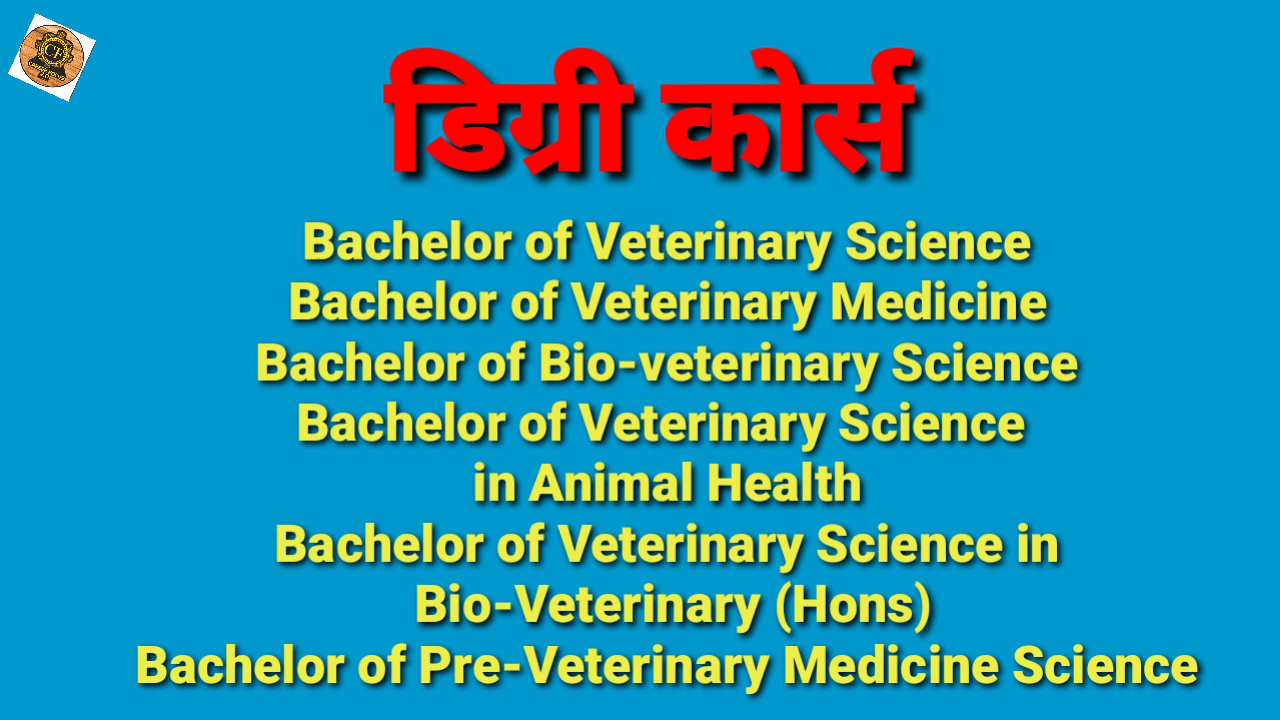 डिग्री कोर्स
Bachelor of Veterinary Science
Bachelor of Veterinary Medicine
Bachelor of Bio-veterinary Science
Bachelor of Veterinary Science
in Animal Health
Bachelor of Veterinary Science in
Bio-Veterinary (Hons)
Bachelor of Pre-Veterinary Medicine Science